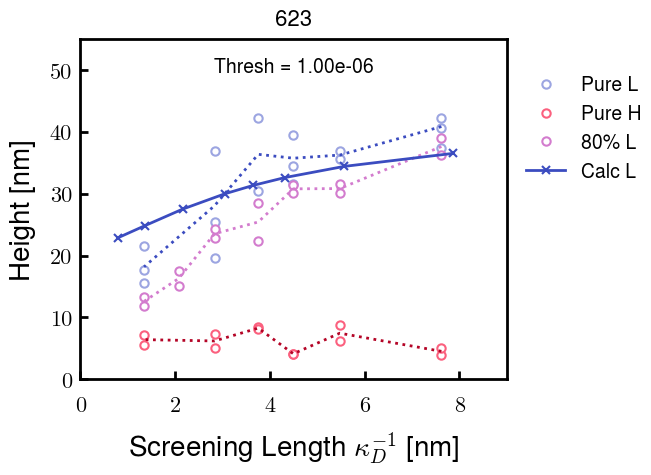 623
Thresh = 1.00e-06
Height [nm]
50
40
30
20
10
0
0 2 4 6 8
Screening Length κ_D^{-1} [nm]
Pure L
Pure H
80% L
Calc L